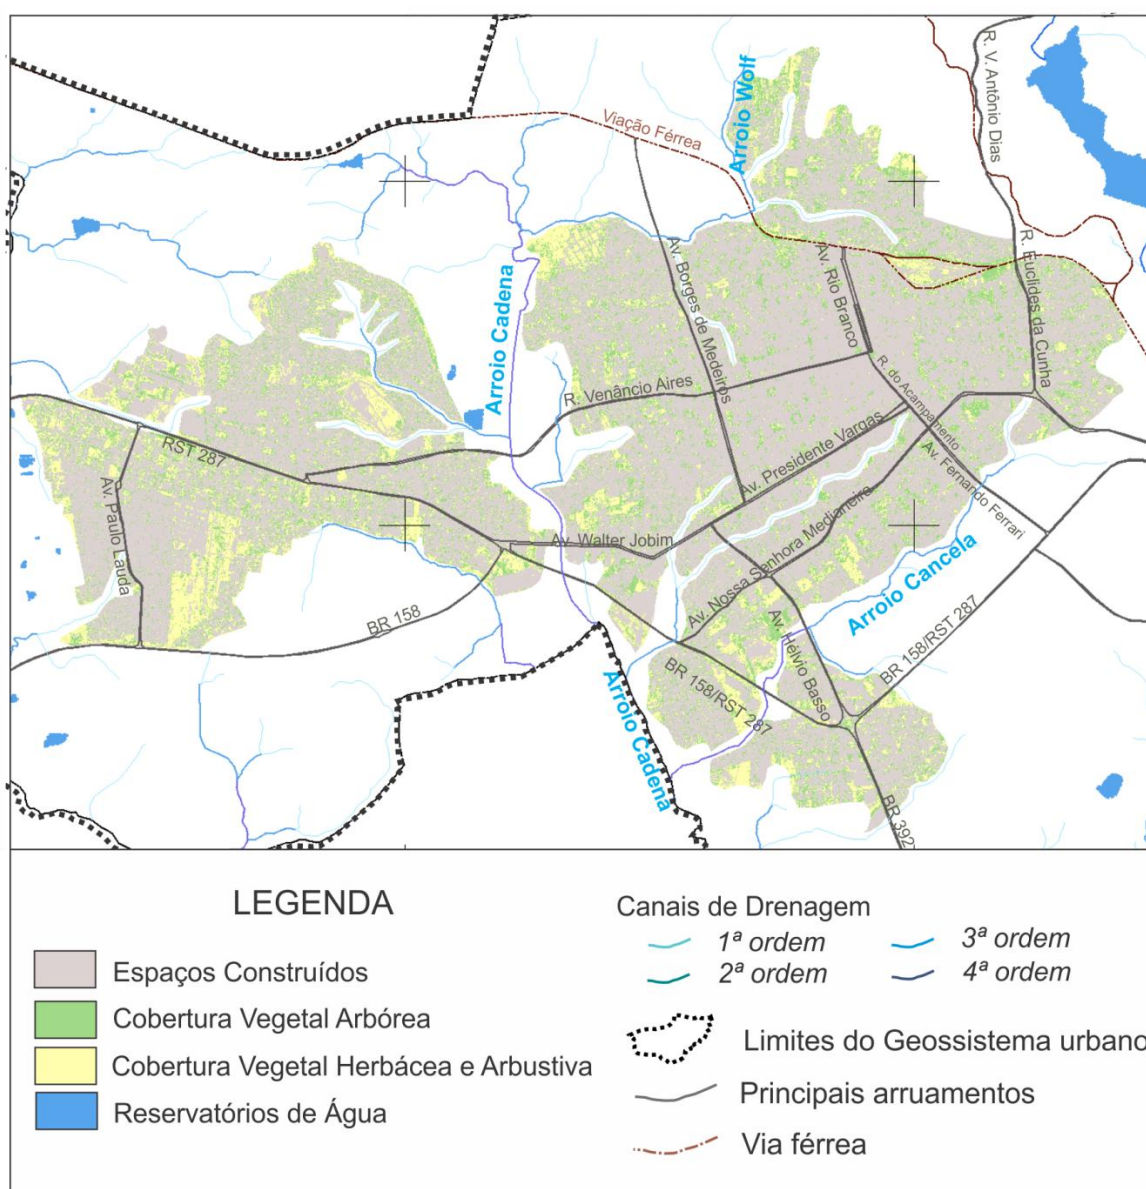 R. V. Antônio Dias
Arroio Wolf
Viação Férrea
Av. Borges de Medeiros
Av. Rio Branco
R. Euclides da Cunha
Arroio Cadena
R. Venâncio Aires
R. do Acampamento
RST 287
Av. Presidente Vargas
Av. Fernando Ferrari
Av. Paulo Lauda
Av. Walter Jobim
Av. Nossa Senhora Medianeira
Arroio Cancela
BR 158
Av. Hélvio Basso
BR 158/RST 287
BR 158/RST 287
Arroio Cadena
BR 392
LEGENDA
Espaços Construídos
Cobertura Vegetal Arbórea
Cobertura Vegetal Herbácea e Arbustiva
Reservatórios de Água
Canais de Drenagem
1ª ordem
3ª ordem
2ª ordem
4ª ordem
Limites do Geossistema urbano
Principais arruamentos
Via férrea